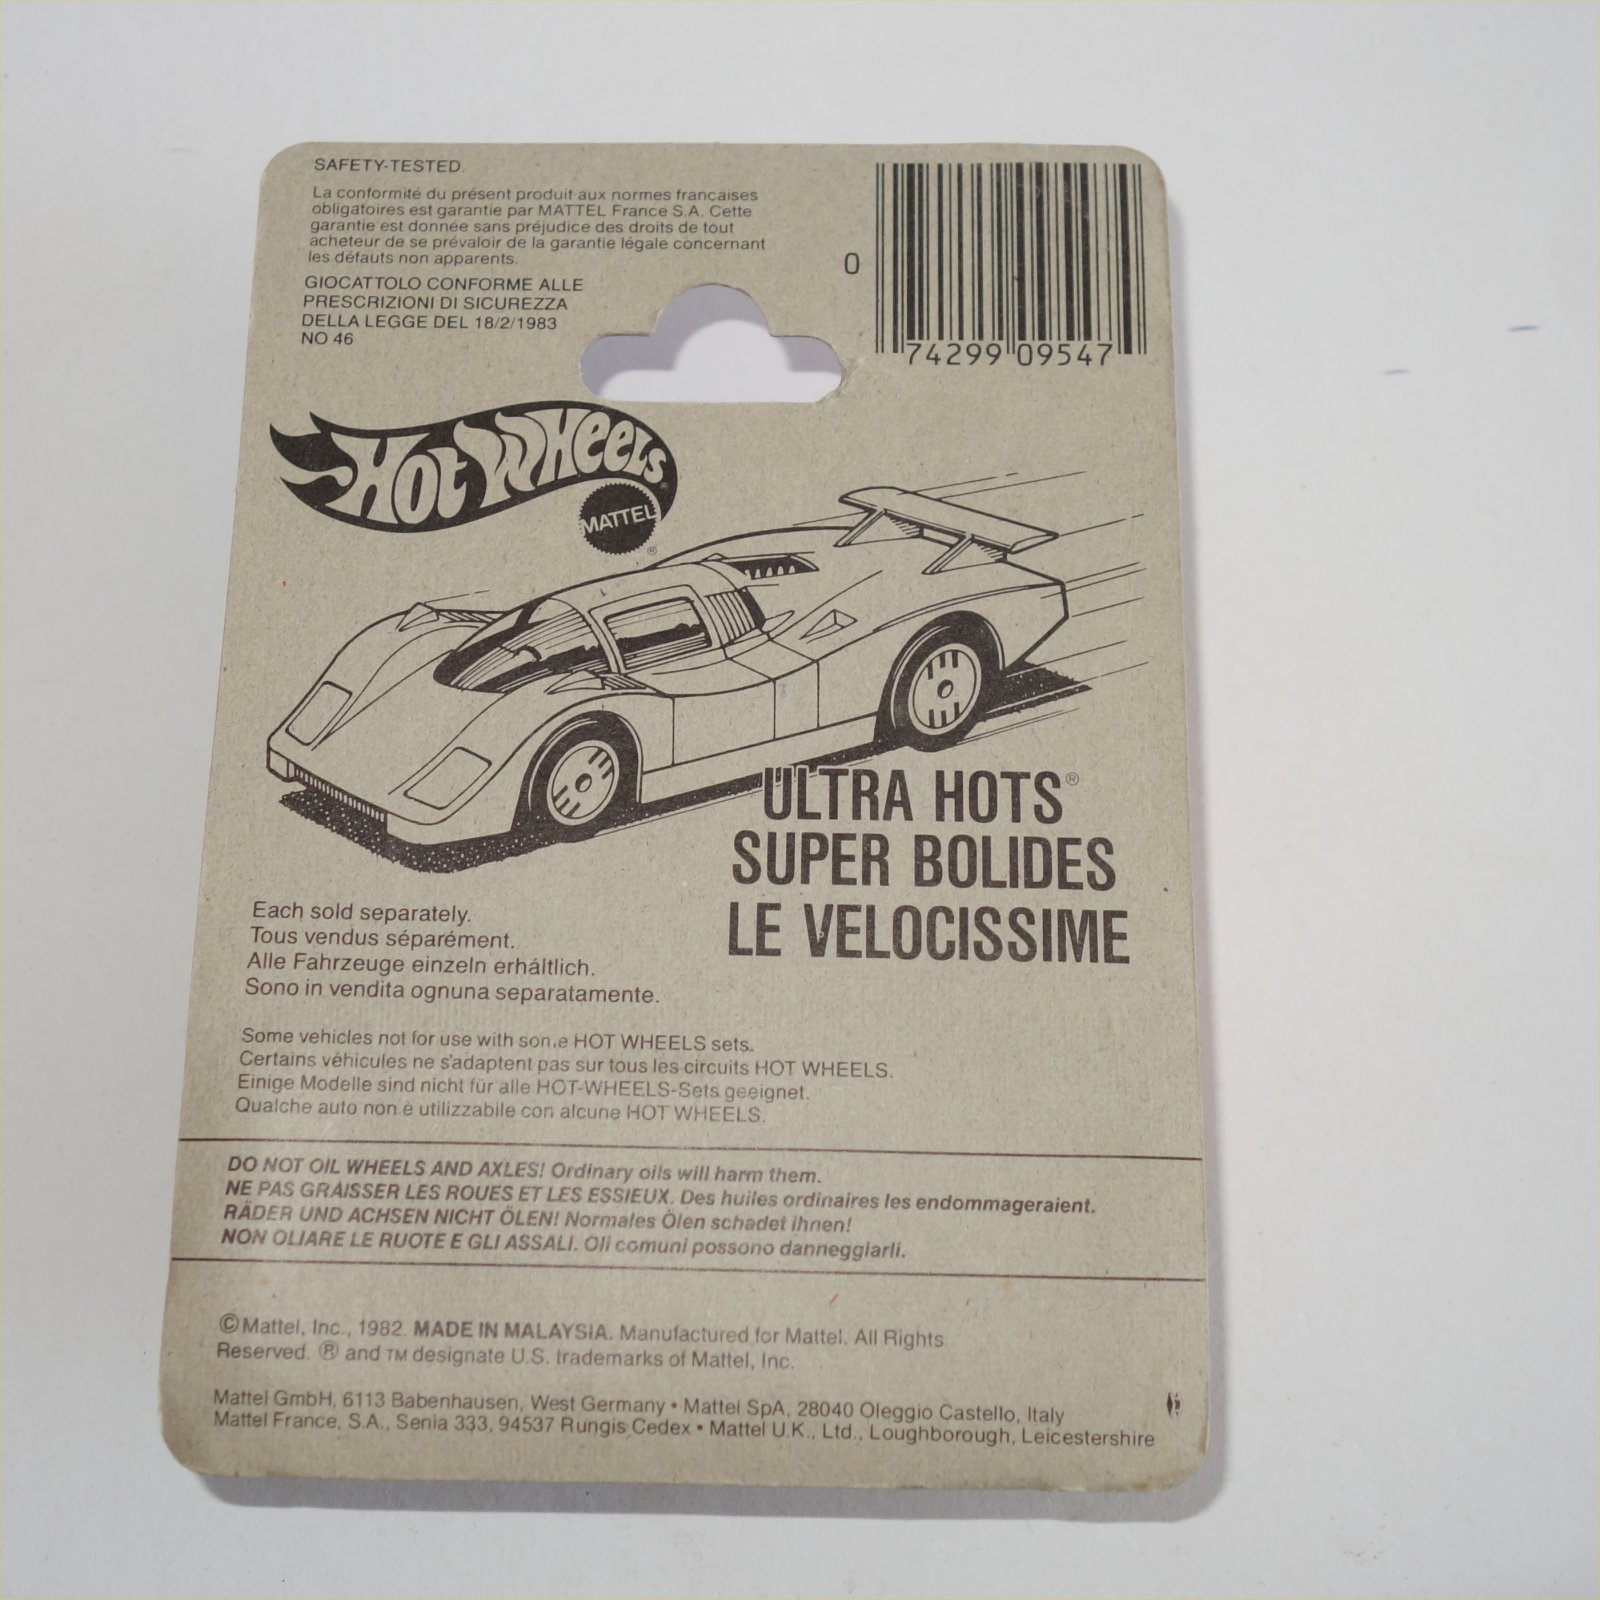 SAFETY-TESTED.
La conformité du présent produit aux normes francaises
obligatoires est garantie par MATTEL France S.A. Cette
garantie est donnée sans préjudice des droits de tout
acheteur de se prévaloir de la garantie légale concernant
les défauts non apparents.
GIOCATTOLO CONFORME ALLE
PRESCRIZIONI DI SICUREZZA
DELLA LEGGE DEL 18/2/1983
NO 46
0 74299 09547
HOT WHEELS®
MATTEL®
ULTRA HOTS®
SUPER BOLIDES
LE VELOCISSIME
Each sold separately.
Tous vendus séparément.
Alle Fahrzeuge einzeln erháltlich.
Sono in vendita ognuna separatamente.
Some vehicles not for use with some HOT WHEELS sets.
Certains véhicules ne s'adaptent pas sur tous les circuits HOT WHEELS.
Einige Modelle sind nicht für alle HOT-WHEELS-Sets geeignet.
Qualche auto non è utilizzabile con alcune HOT WHEELS.
DO NOT OIL WHEELS AND AXLES! Ordinary oils will harm them.
NE PAS GRAISSER LES ROUES ET LES ESSIEUX. Des huiles ordinaires les endommageraient.
RÄDER UND ACHSEN NICHT ÖLEN! Normales Ölen schadet ihnen!
NON OLIARE LE RUOTE E GLI ASSALI. Oli comuni possono danneggiarli.
©Mattel, Inc., 1982. MADE IN MALAYSIA. Manufactured for Mattel. All Rights
Reserved. ® and TM designate U.S. trademarks of Mattel, Inc.
Mattel GmbH, 6113 Babenhausen, West Germany • Mattel SpA, 28040 Oleggio Castello, Italy
Mattel France, S.A., Senia 333, 94537 Rungis Cedex • Mattel U.K., Ltd., Loughborough, Leicestershire